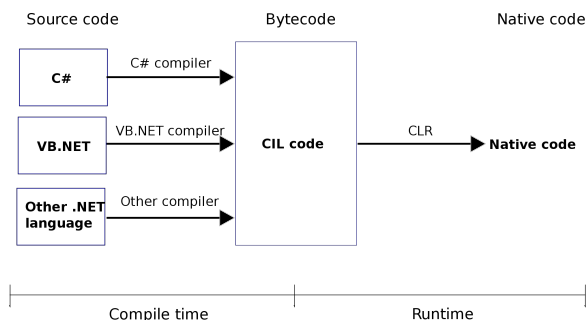 Source code
Bytecode
Native code
C# compiler
C#
VB.NET compiler
CLR
VB.NET
CIL code
Native code
Other compiler
Other .NET
language
Compile time
Runtime